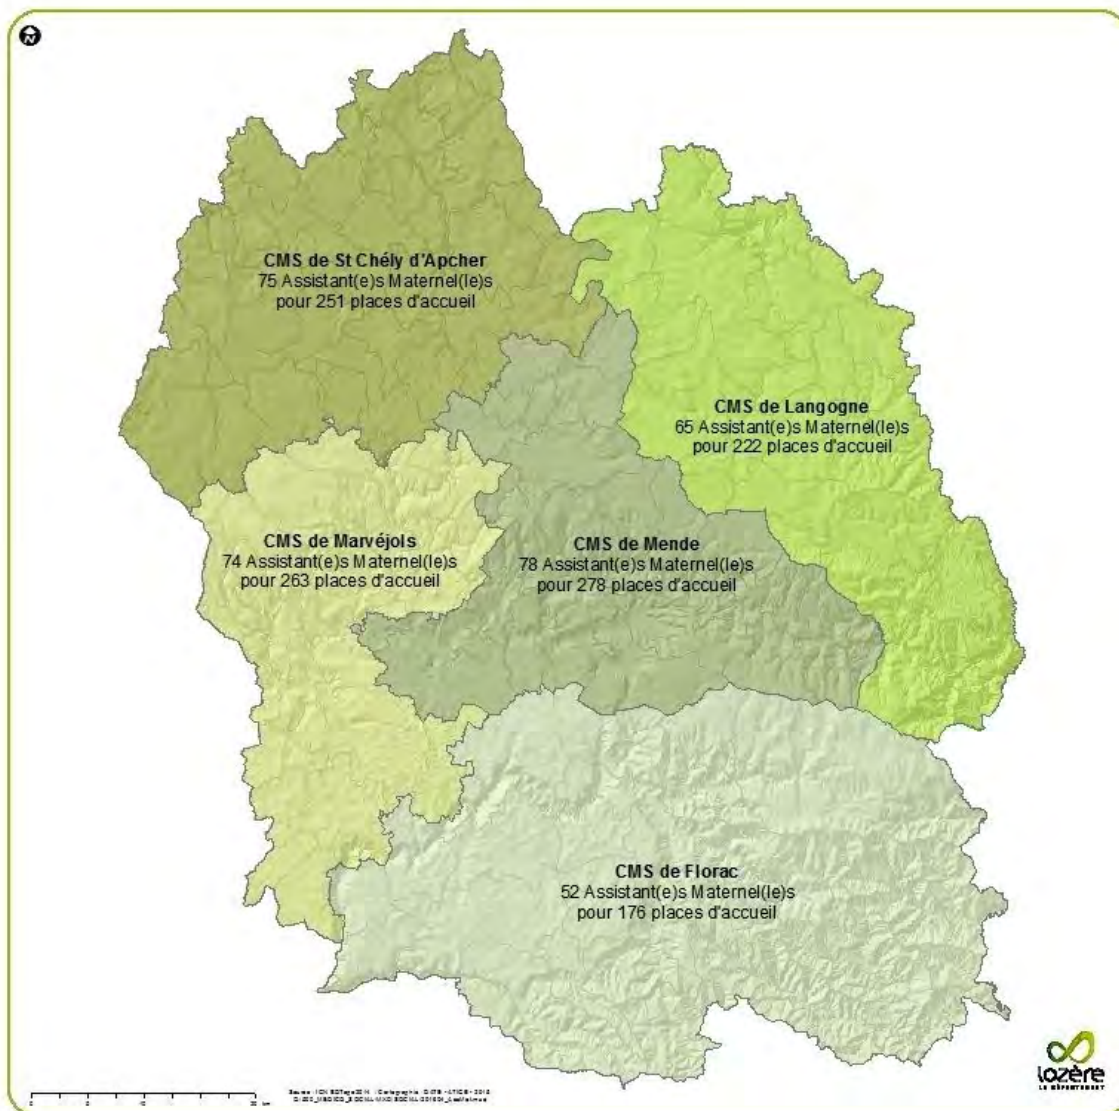 N
CMS de St Chély d'Apcher
75 Assistant(e)s Maternel(le)s
pour 251 places d'accueil
CMS de Langogne
65 Assistant(e)s Maternel(le)s
pour 222 places d'accueil
CMS de Marvéjols
74 Assistant(e)s Maternel(le)s
pour 263 places d'accueil
CMS de Mende
78 Assistant(e)s Maternel(le)s
pour 278 places d'accueil
CMS de Florac
52 Assistant(e)s Maternel(le)s
pour 176 places d'accueil
lozère
LE DÉPARTEMENT